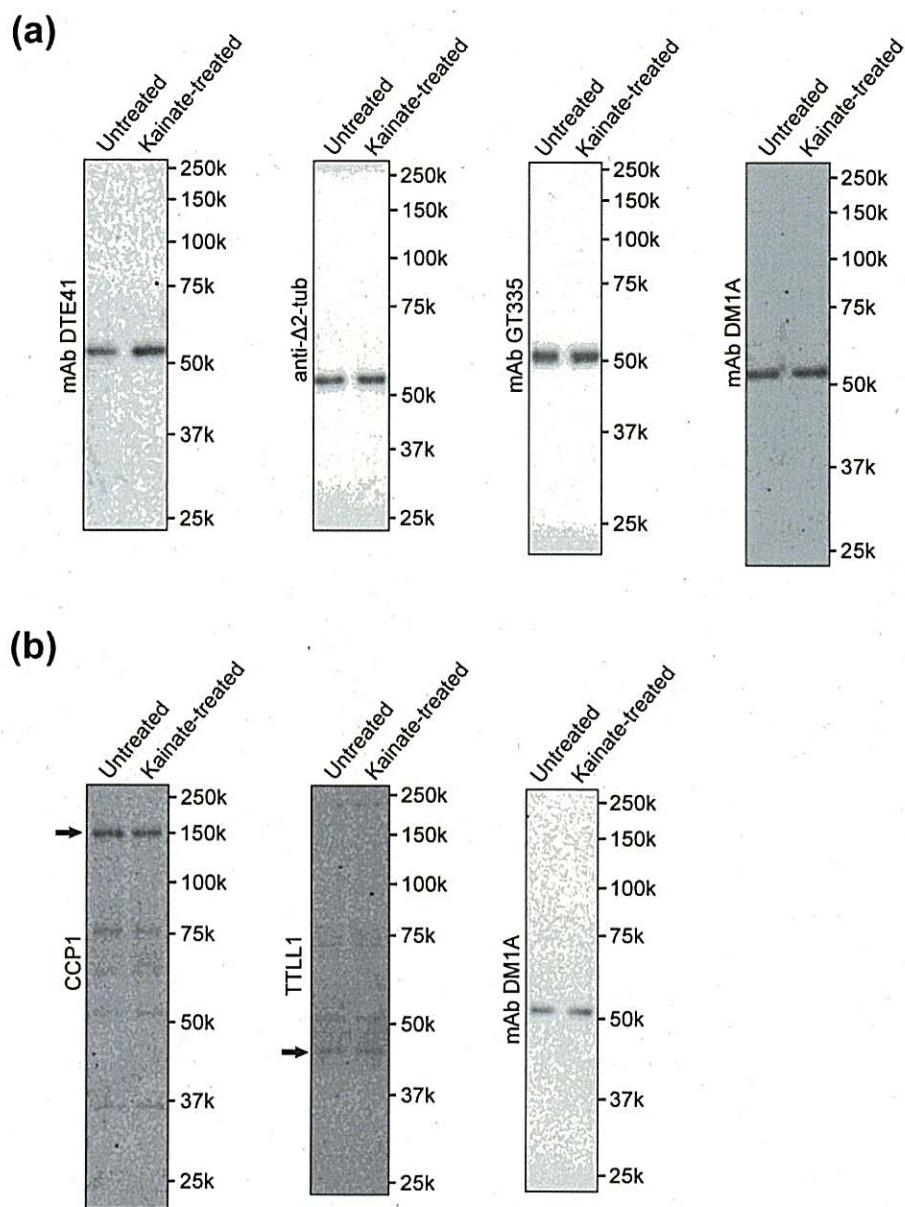 (a)
Untreated
Kainate-treated
mAb DTE41
250k
150k
100k
75k
50k
37k
25k
Untreated
Kainate-treated
anti-Δ2-tub
250k
150k
100k
75k
50k
37k
25k
Untreated
Kainate-treated
mAb GT335
250k
150k
100k
75k
50k
37k
25k
Untreated
Kainate-treated
mAb DM1A
250k
150k
100k
75k
50k
37k
25k
(b)
Untreated
Kainate-treated
CCP1
250k
150k
100k
75k
50k
37k
25k
Untreated
Kainate-treated
TTLL1
250k
150k
100k
75k
50k
37k
25k
Untreated
Kainate-treated
mAb DM1A
250k
150k
100k
75k
50k
37k
25k